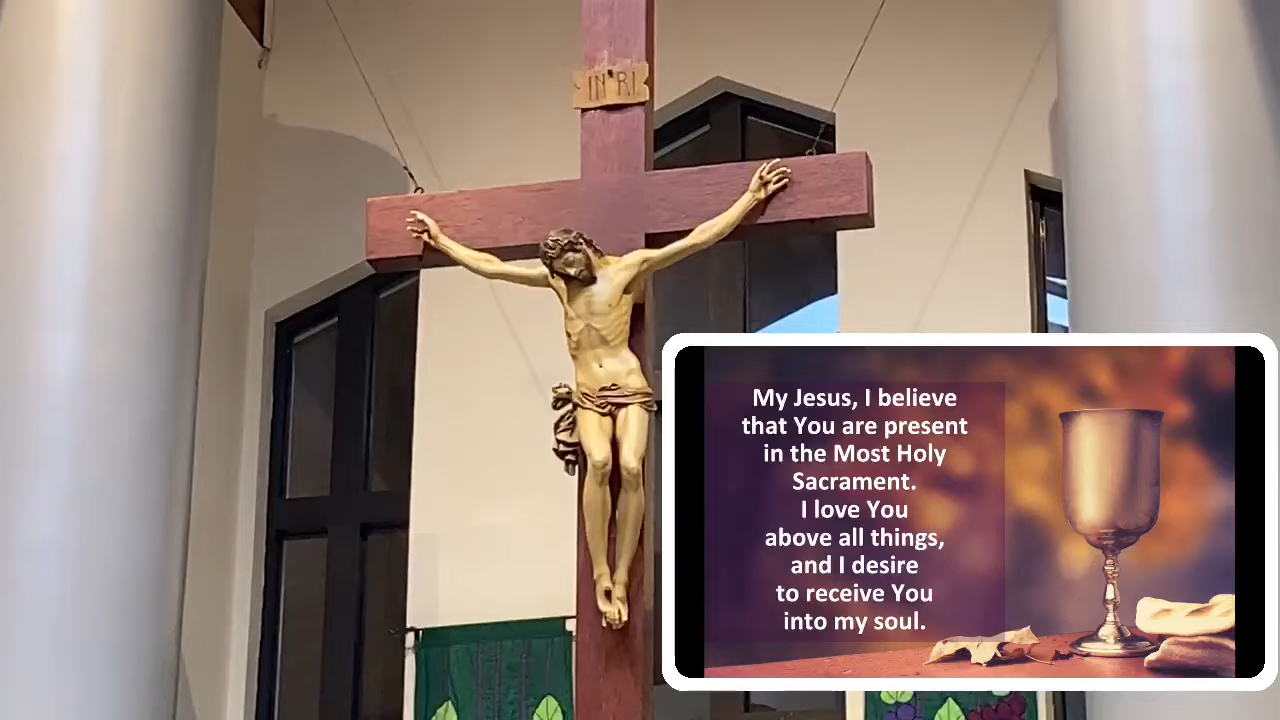 INRI
My Jesus, I believe
that You are present
in the Most Holy
Sacrament.
I love You
above all things,
and I desire
to receive You
into my soul.